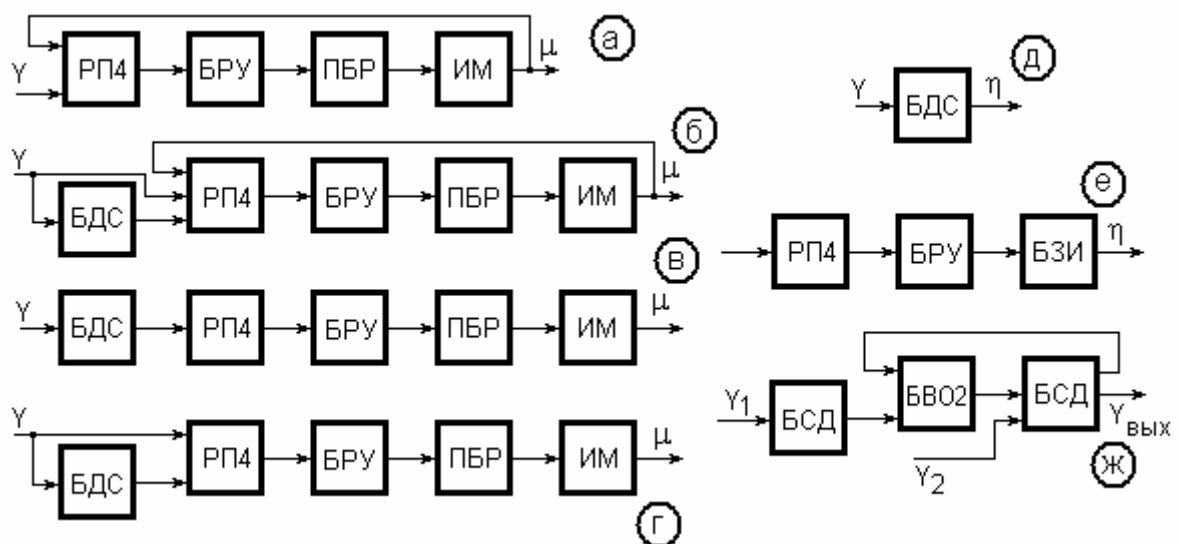 μ а
Y РП4 БРУ ПБР ИМ
Y μ б
РП4 БРУ ПБР ИМ
БДС
μ в
Y БДС РП4 БРУ ПБР ИМ
Y μ
РП4 БРУ ПБР ИМ
БДС
г
д
Y БДС η
е
РП4 БРУ БЗИ η
Y1 БСД БВО2 БСД Yвых
Y2 ж